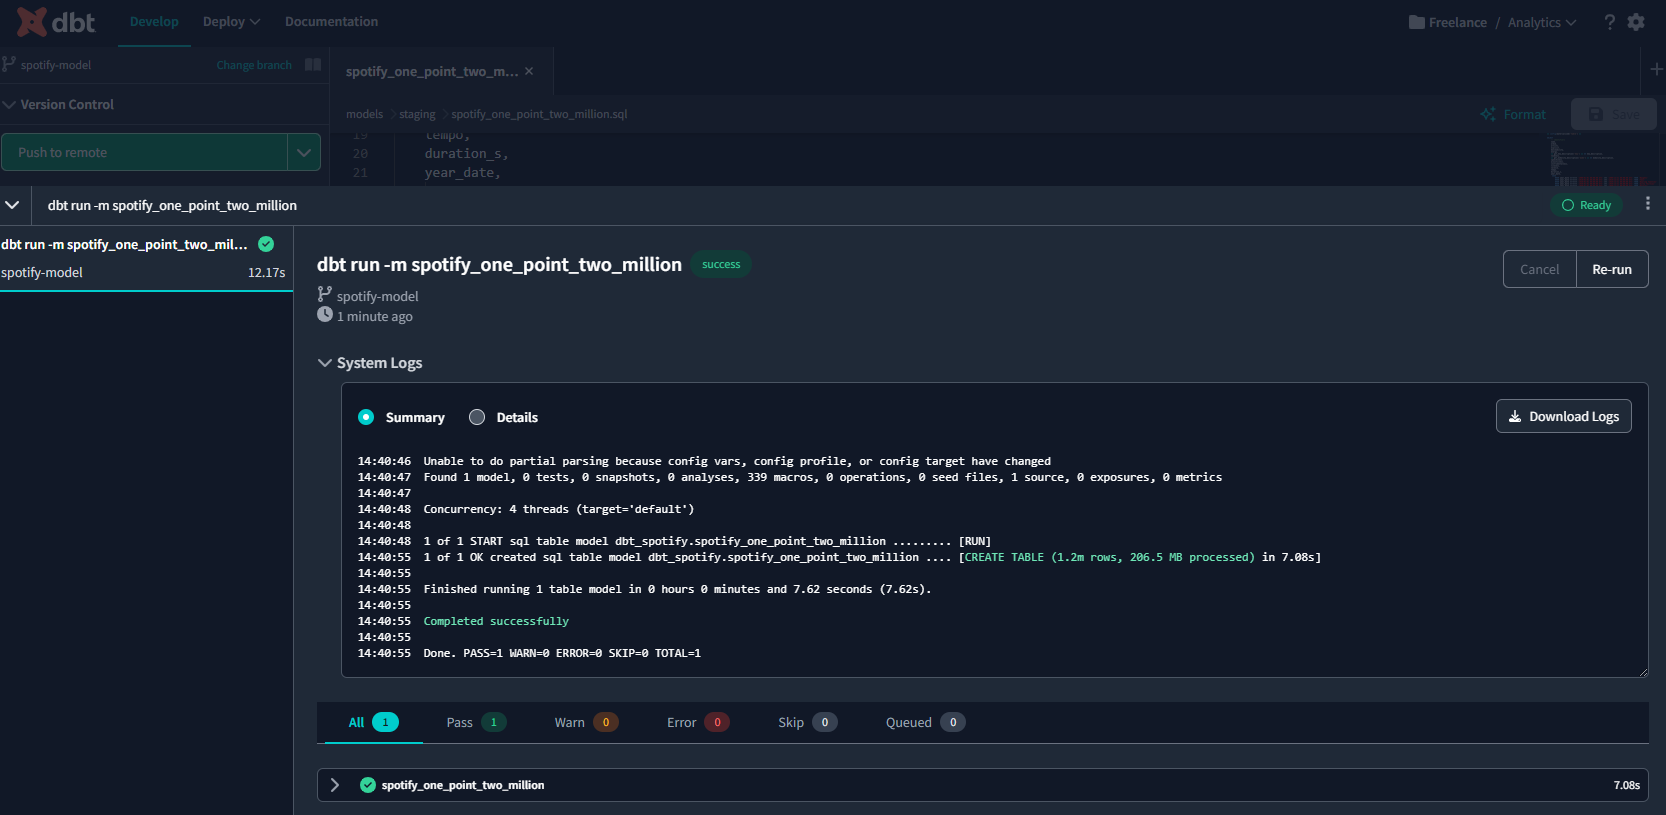 dbt Develop Deploy Documentation Freelance / Analytics ?
spotify-model Change branch
spotify_one_point_two_m... ×
Version Control
models staging spotify_one_point_two_million.sql
Format Save
Push to remote
19 tempo,
20 duration_s,
21 year_date,
dbt run -m spotify_one_point_two_million
Ready
dbt run -m spotify_one_point_two_mil...
spotify-model 12.17s
dbt run -m spotify_one_point_two_million success
Cancel Re-run
spotify-model
1 minute ago
System Logs
Summary Details
Download Logs
14:40:46 Unable to do partial parsing because config vars, config profile, or config target have changed
14:40:47 Found 1 model, 0 tests, 0 snapshots, 0 analyses, 339 macros, 0 operations, 0 seed files, 1 source, 0 exposures, 0 metrics
14:40:47
14:40:48 Concurrency: 4 threads (target='default')
14:40:48
14:40:48 1 of 1 START sql table model dbt_spotify.spotify_one_point_two_million ......... [RUN]
14:40:55 1 of 1 OK created sql table model dbt_spotify.spotify_one_point_two_million .... [CREATE TABLE (1.2m rows, 206.5 MB processed) in 7.08s]
14:40:55
14:40:55 Finished running 1 table model in 0 hours 0 minutes and 7.62 seconds (7.62s).
14:40:55
14:40:55 Completed successfully
14:40:55
14:40:55 Done. PASS=1 WARN=0 ERROR=0 SKIP=0 TOTAL=1
All 1 Pass 1 Warn 0 Error 0 Skip 0 Queued 0
spotify_one_point_two_million 7.08s